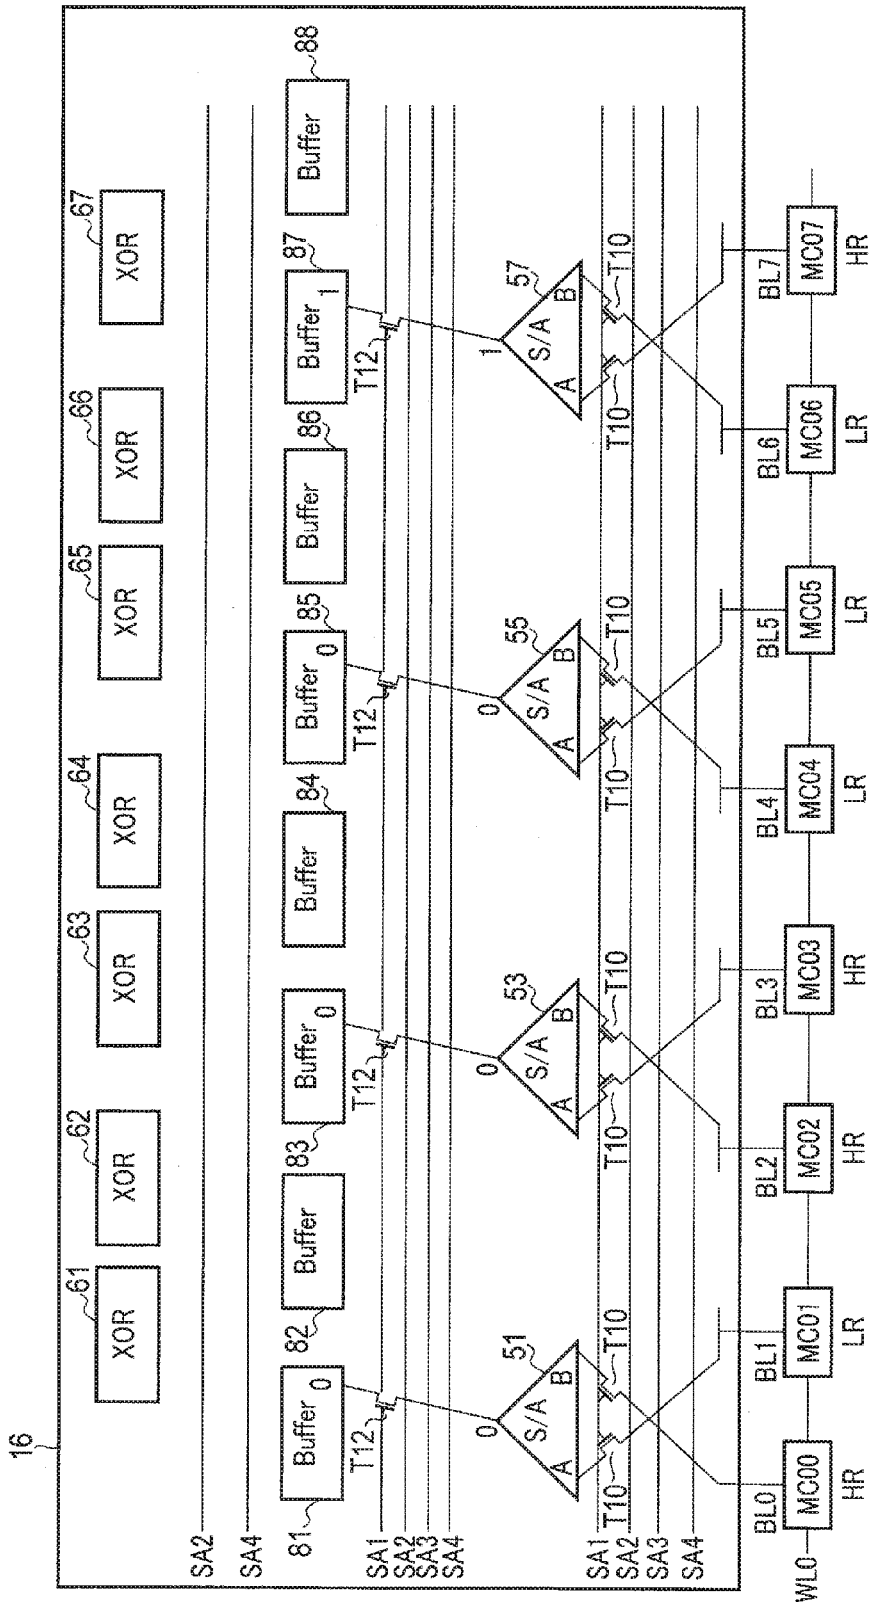 16
61
62
63
64
65
66
67
XOR
XOR
XOR
XOR
XOR
XOR
XOR
SA2
SA4
81
82
83
84
85
86
87
88
Buffer 0
Buffer
Buffer 0
Buffer
Buffer 0
Buffer
Buffer 1
Buffer
T12
T12
T12
T12
SA1
SA2
SA3
SA4
0
51
0
53
0
55
1
57
A S/A B
A S/A B
A S/A B
A S/A B
SA1
SA2
SA3
SA4
T10
T10
T10
T10
T10
T10
T10
T10
BL0
BL1
BL2
BL3
BL4
BL5
BL6
BL7
WL0
MC00
MC01
MC02
MC03
MC04
MC05
MC06
MC07
HR
LR
HR
HR
LR
LR
LR
HR